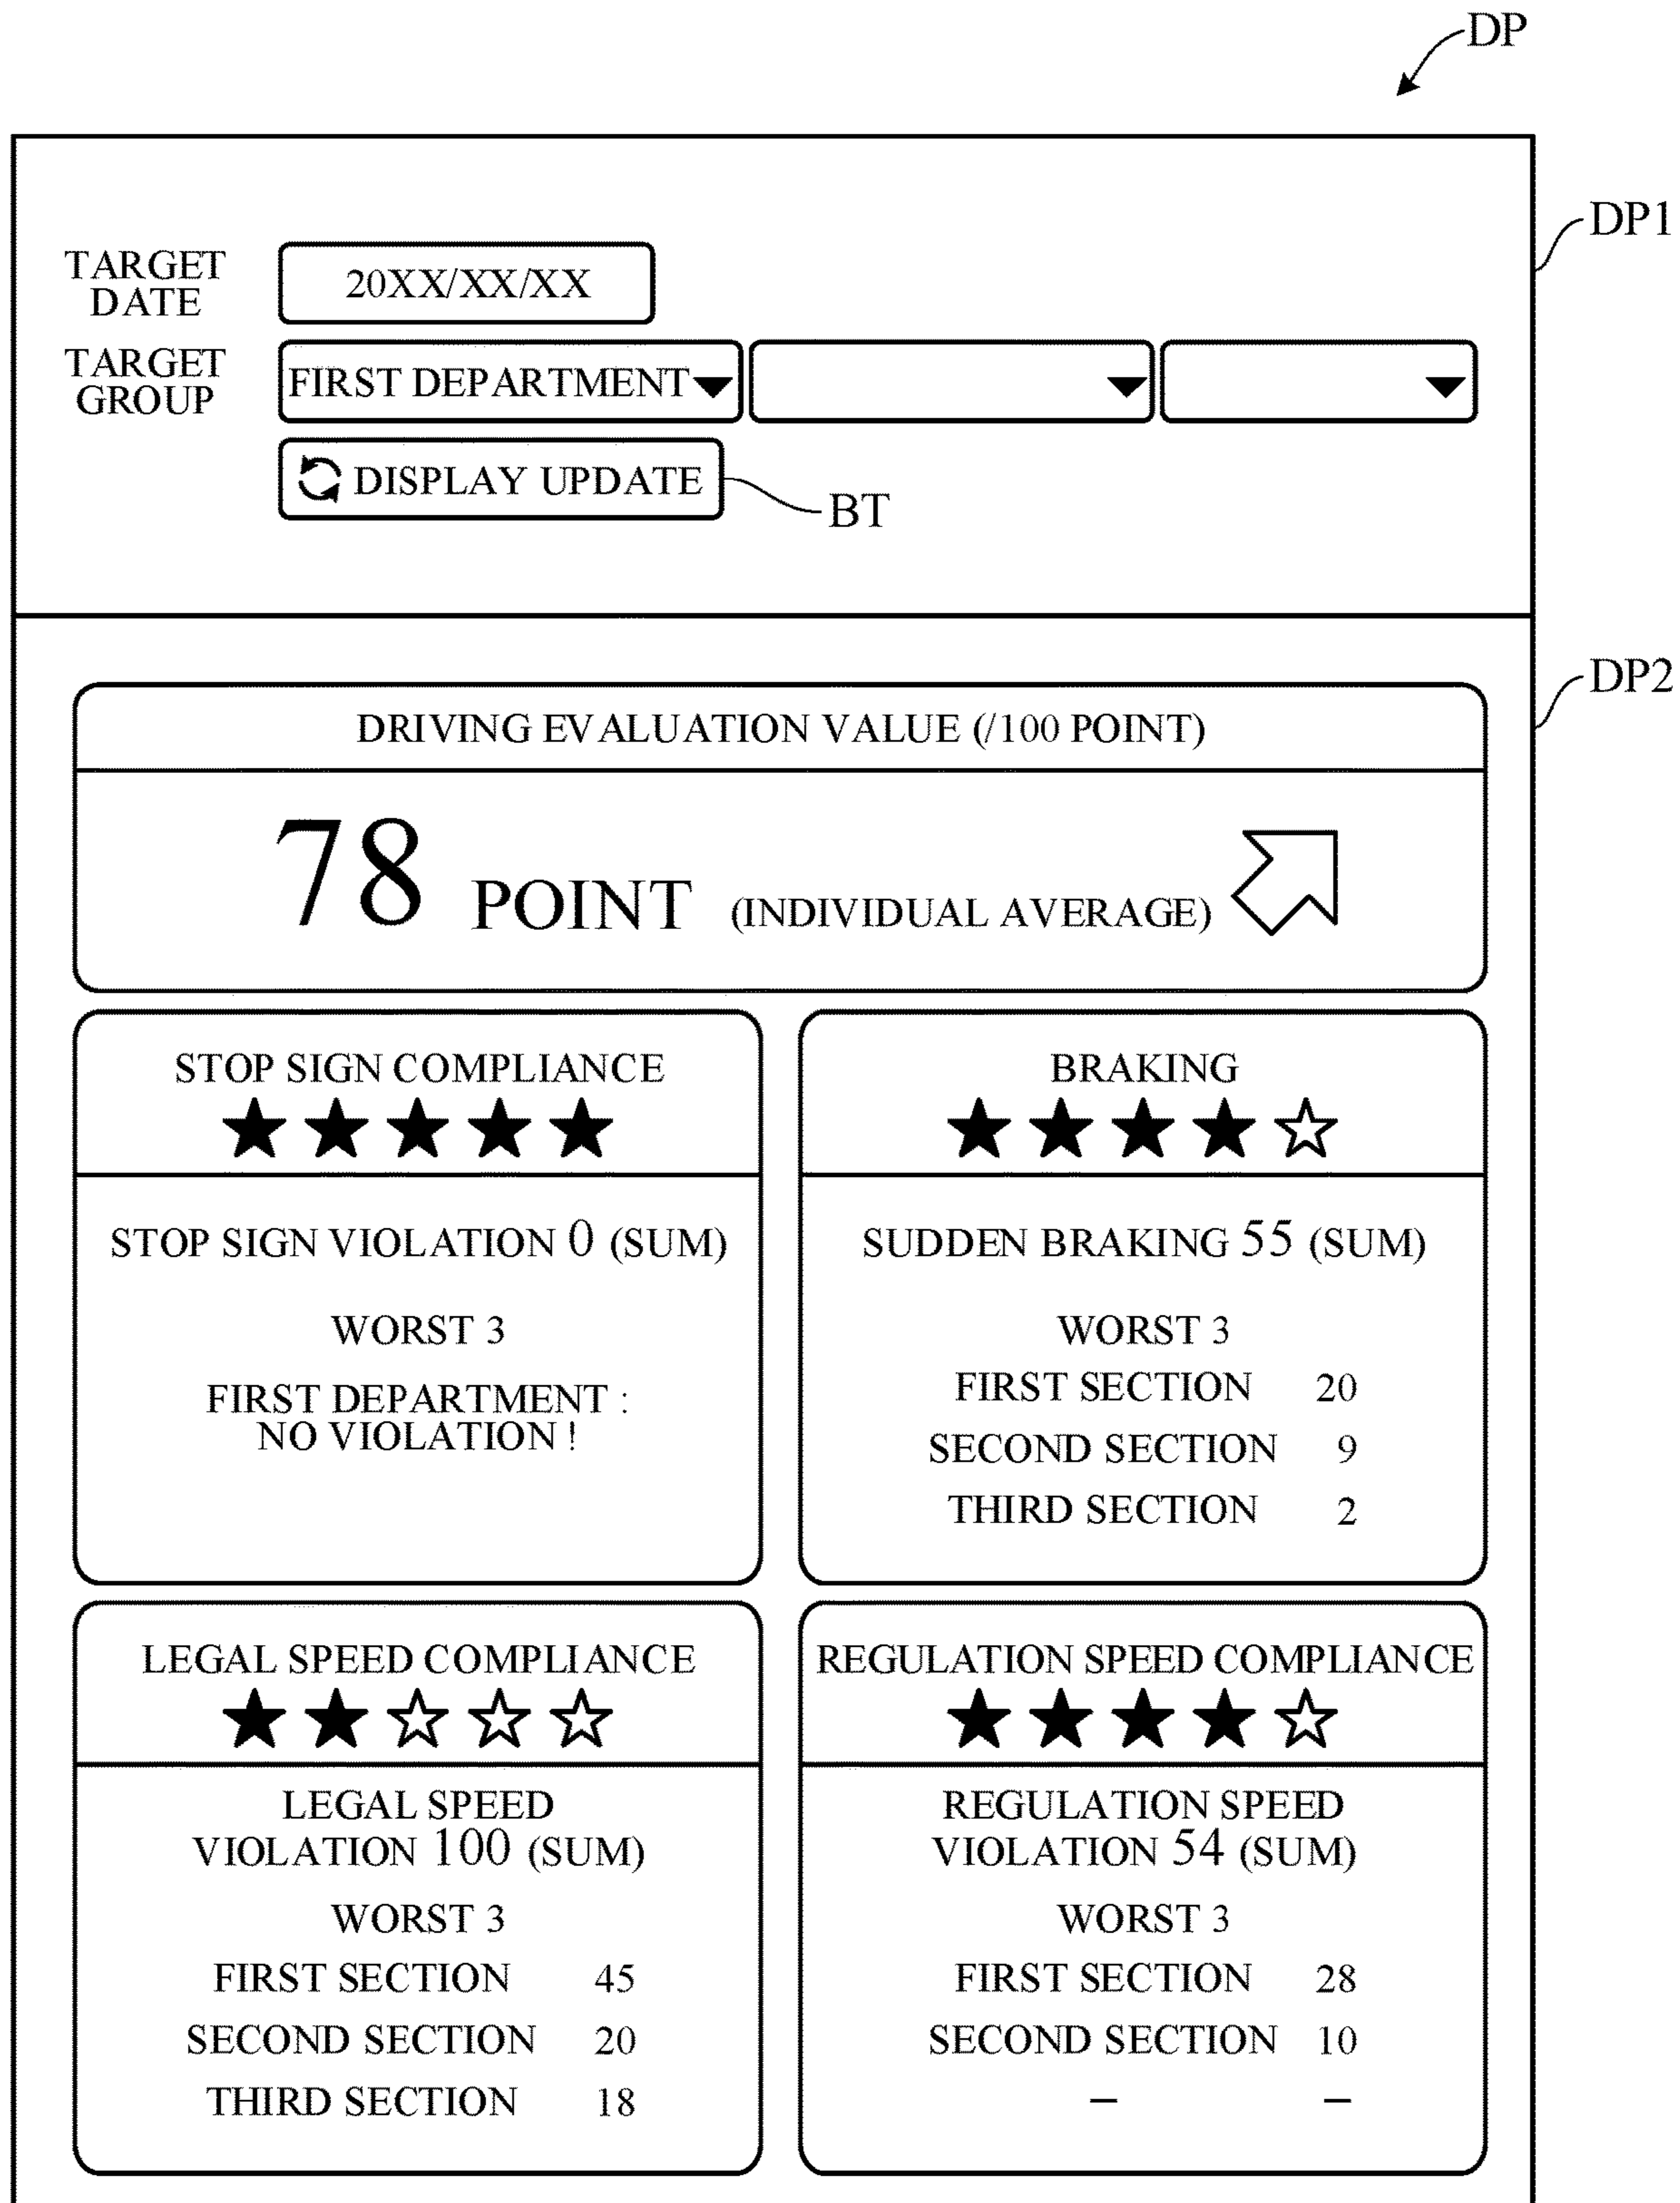 DP
DP1
TARGET
DATE
20XX/XX/XX
TARGET
GROUP
FIRST DEPARTMENT
DISPLAY UPDATE
BT
DP2
DRIVING EVALUATION VALUE (/100 POINT)
78 POINT (INDIVIDUAL AVERAGE)
STOP SIGN COMPLIANCE
★★★★★
STOP SIGN VIOLATION 0 (SUM)
WORST 3
FIRST DEPARTMENT :
NO VIOLATION !
BRAKING
★★★★☆
SUDDEN BRAKING 55 (SUM)
WORST 3
FIRST SECTION 20
SECOND SECTION 9
THIRD SECTION 2
LEGAL SPEED COMPLIANCE
★★☆☆☆
LEGAL SPEED
VIOLATION 100 (SUM)
WORST 3
FIRST SECTION 45
SECOND SECTION 20
THIRD SECTION 18
REGULATION SPEED COMPLIANCE
★★★★☆
REGULATION SPEED
VIOLATION 54 (SUM)
WORST 3
FIRST SECTION 28
SECOND SECTION 10
– –